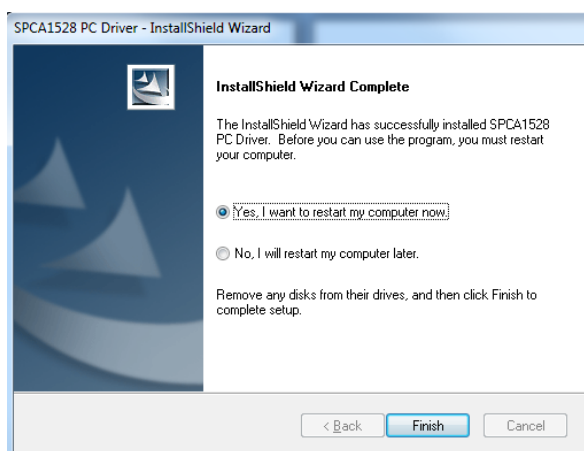 SPCA1528 PC Driver - InstallShield Wizard
InstallShield Wizard Complete
The InstallShield Wizard has successfully installed SPCA1528
PC Driver. Before you can use the program, you must restart
your computer.
Yes, I want to restart my computer now.
No, I will restart my computer later.
Remove any disks from their drives, and then click Finish to
complete setup.
< Back Finish Cancel